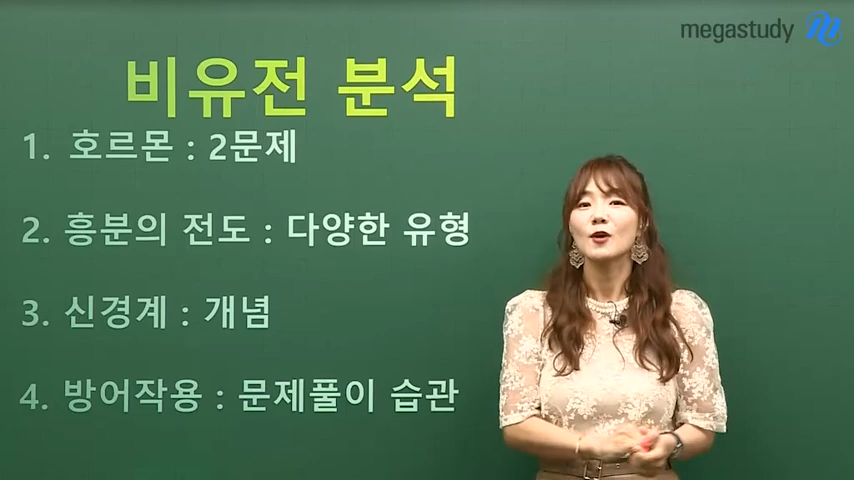 megastudy
비유전 분석
1. 호르몬 : 2문제
2. 흥분의 전도 : 다양한 유형
3. 신경계 : 개념
4. 방어작용 : 문제풀이 습관